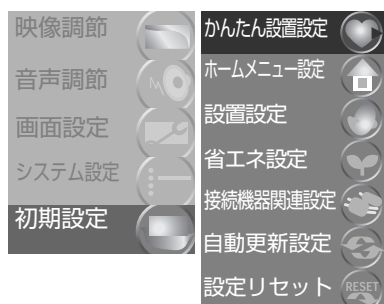 映像調節
音声調節
画面設定
システム設定
初期設定
かんたん設置設定
ホームメニュー設定
設置設定
省エネ設定
接続機器関連設定
自動更新設定
設定リセット
RESET